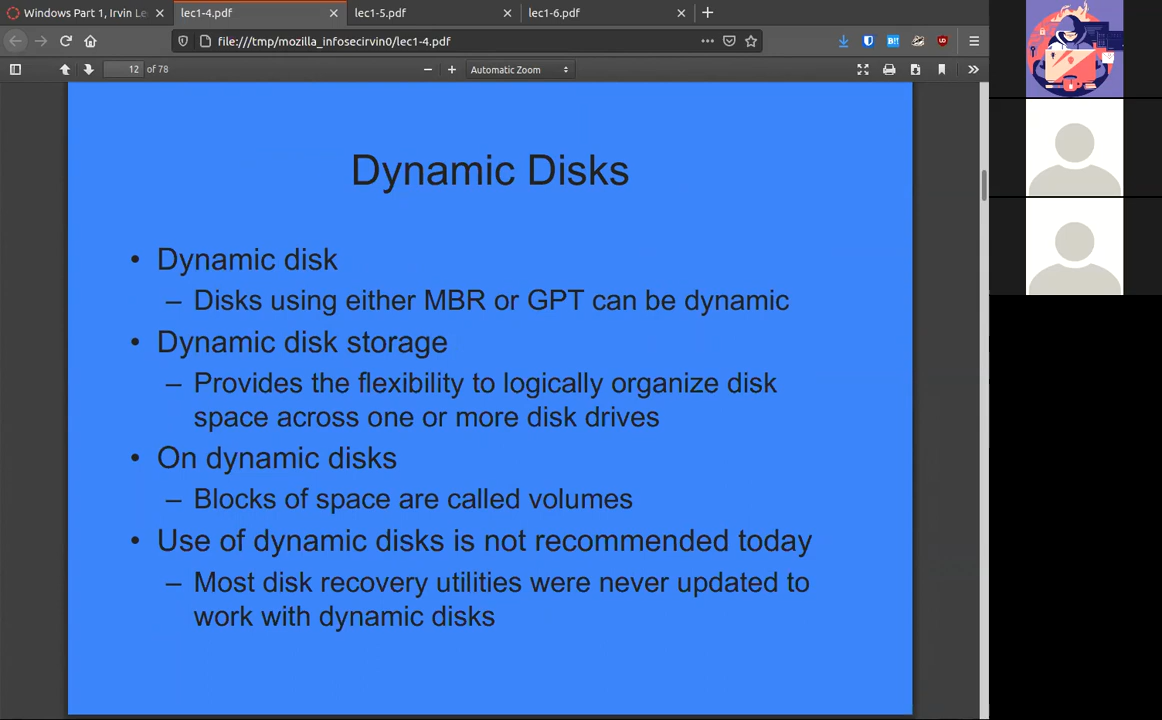 Windows Part 1, Irvin Le
lec1-4.pdf
lec1-5.pdf
lec1-6.pdf
file:///tmp/mozilla_infosecirvin0/lec1-4.pdf
12 of 78
Automatic Zoom
Dynamic Disks
• Dynamic disk
– Disks using either MBR or GPT can be dynamic
• Dynamic disk storage
– Provides the flexibility to logically organize disk
space across one or more disk drives
• On dynamic disks
– Blocks of space are called volumes
• Use of dynamic disks is not recommended today
– Most disk recovery utilities were never updated to
work with dynamic disks